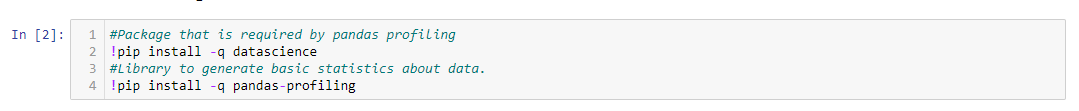 In [2]:
1 #Package that is required by pandas profiling
2 !pip install -q datascience
3 #Library to generate basic statistics about data.
4 !pip install -q pandas-profiling